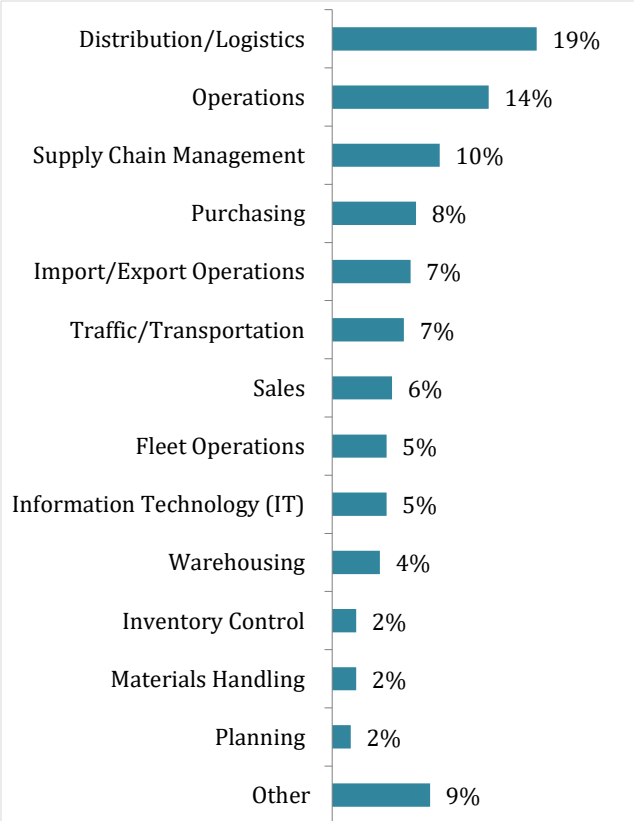 Distribution/Logistics 19%
Operations 14%
Supply Chain Management 10%
Purchasing 8%
Import/Export Operations 7%
Traffic/Transportation 7%
Sales 6%
Fleet Operations 5%
Information Technology (IT) 5%
Warehousing 4%
Inventory Control 2%
Materials Handling 2%
Planning 2%
Other 9%